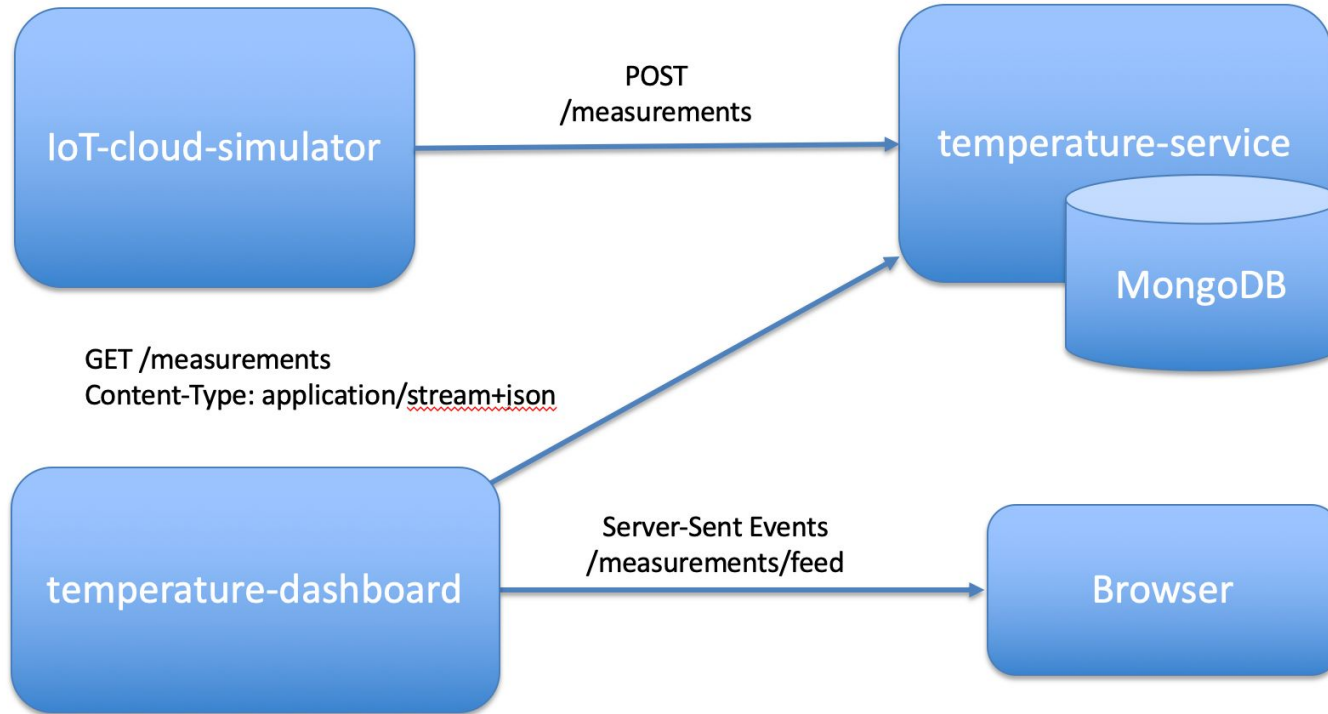 IoT-cloud-simulator
POST
/measurements
temperature-service
MongoDB
GET /measurements
Content-Type: application/stream+json
temperature-dashboard
Server-Sent Events
/measurements/feed
Browser